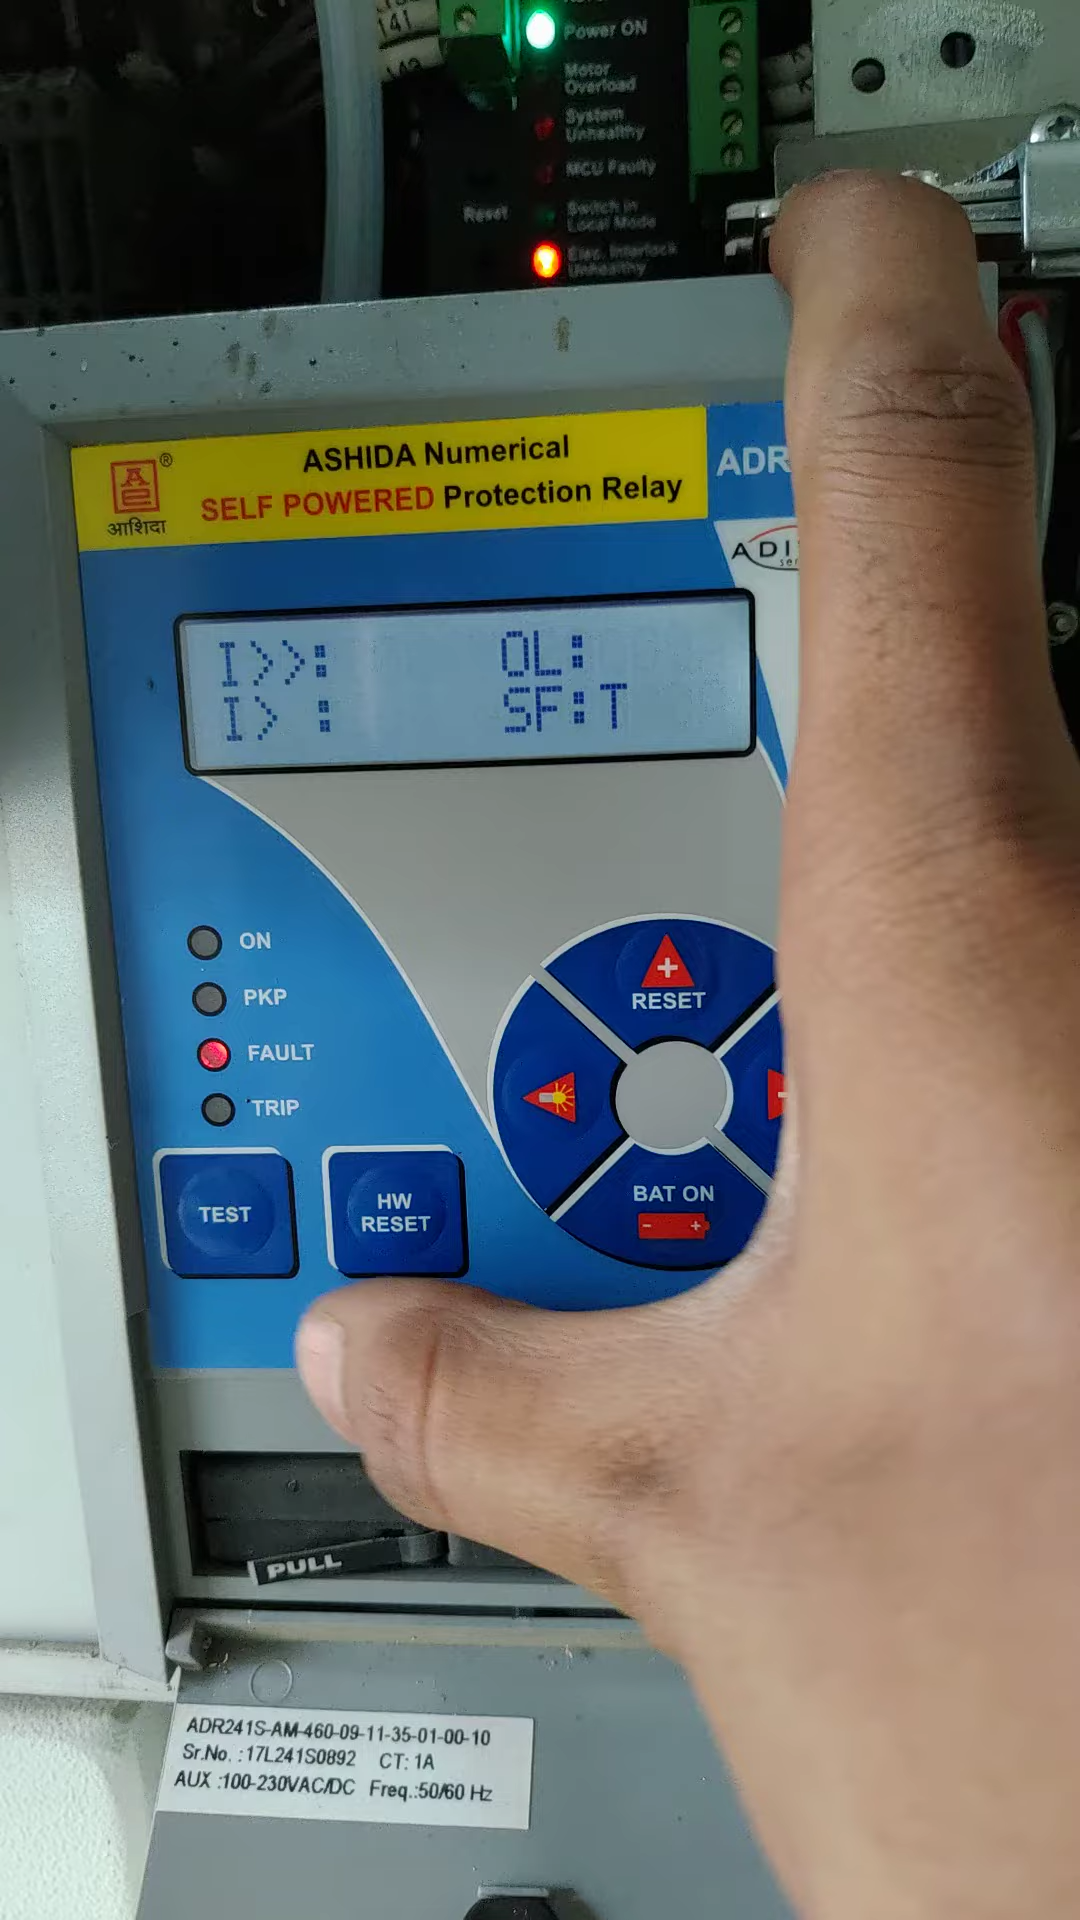 141
Power ON
Motor
Overload
System
Unhealthy
MCU Faulty
Reset
Switch in
Local Mode
Elec. Interlock
Unhealthy
ASHIDA Numerical
SELF POWERED Protection Relay
ADR
®
आशिदा
ADI
I>>: OL:
I> : SF:T
ON
PKP
FAULT
TRIP
RESET
TEST
HW
RESET
BAT ON
PULL
ADR241S-AM-460-09-11-35-01-00-10
Sr.No. :17L241S0892 CT: 1A
AUX :100-230VAC/DC Freq.:50/60 Hz